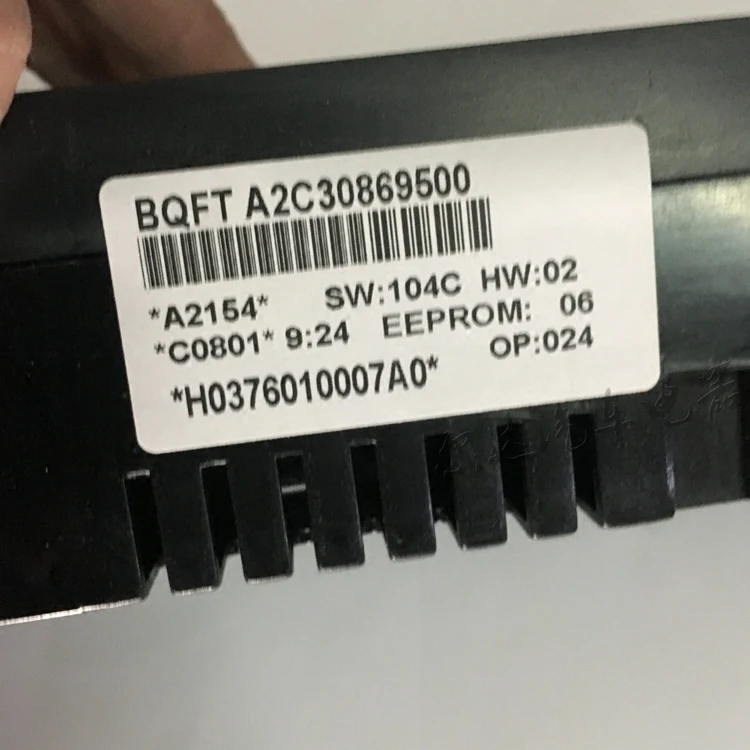 BQFT A2C30869500
*A2154* SW:104C HW:02
*C0801* 9:24 EEPROM: 06
OP:024
*H0376010007A0*